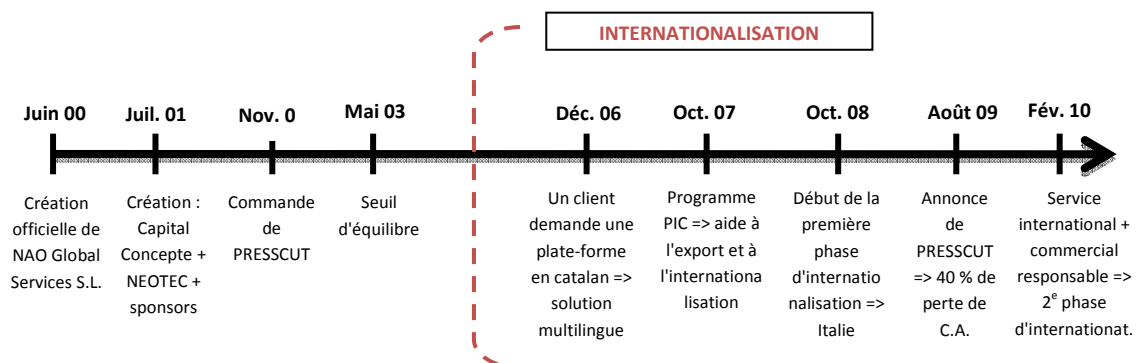 INTERNATIONALISATION
Juin 00
Juil. 01
Nov. 0
Mai 03
Déc. 06
Oct. 07
Oct. 08
Août 09
Fév. 10
Création
officielle de
NAO Global
Services S.L.
Création :
Capital
Concepte +
NEOTEC +
sponsors
Commande
de
PRESSCUT
Seuil
d'équilibre
Un client
demande une
plate-forme
en catalan =>
solution
multilingue
Programme
PIC => aide à
l'export et à
l'internationa
lisation
Début de la
première
phase
d'internatio
nalisation =>
Italie
Annonce
de
PRESSCUT
=> 40 % de
perte de
C.A.
Service
international +
commercial
responsable =>
2e phase
d'internationat.